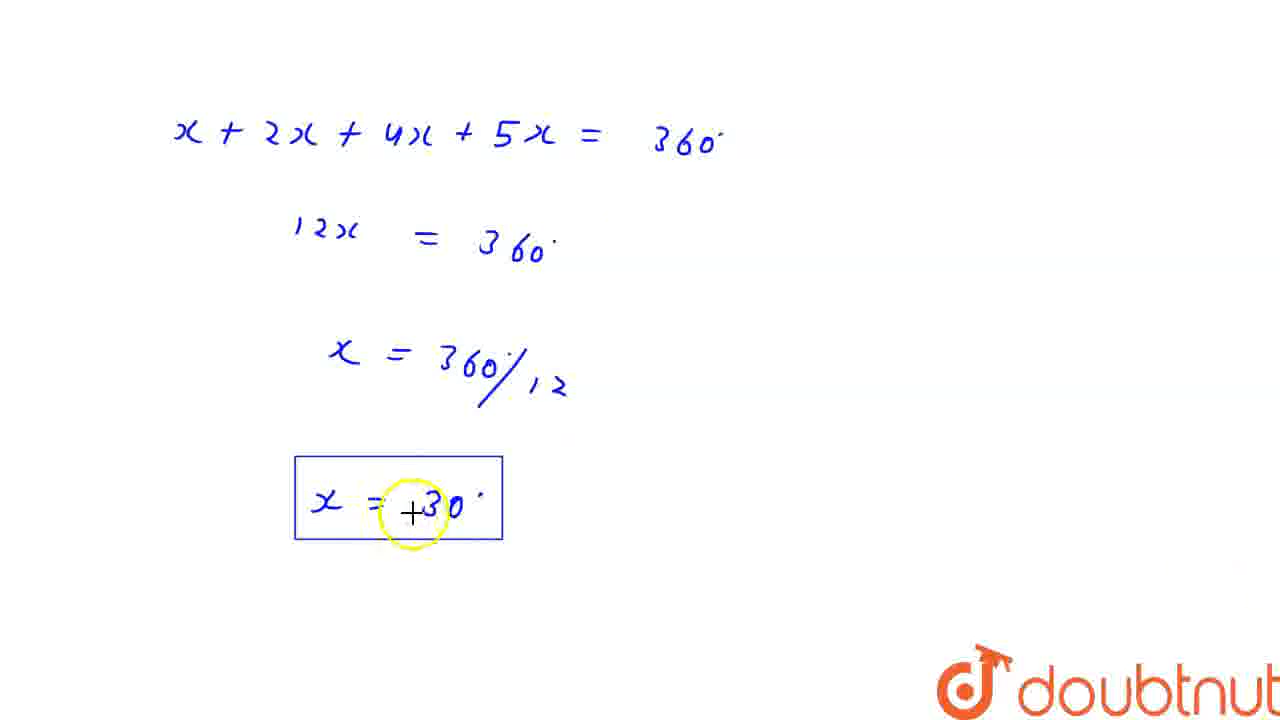 x + 2x + 4x + 5x = 360°
12x = 360°
x = 360°/12
x = 30°
doubtnut